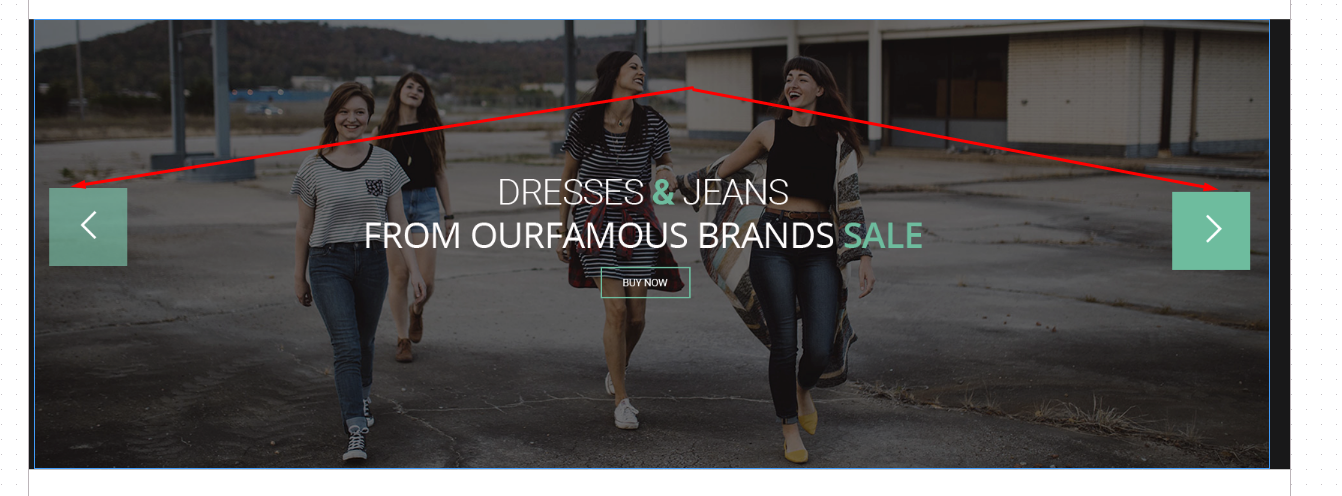 DRESSES & JEANS
FROM OURFAMOUS BRANDS SALE
BUY NOW